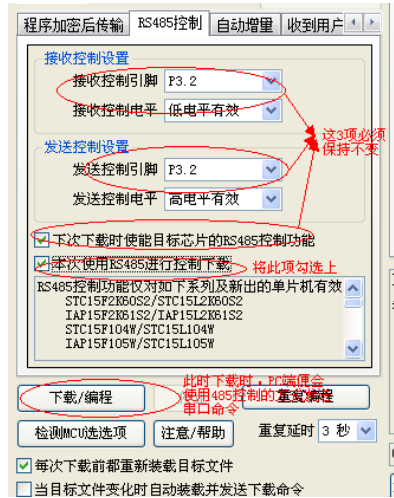 程序加密后传输 RS485控制 自动增量 收到用户
接收控制设置
接收控制引脚 P3.2
接收控制电平 低电平有效
这3项必须
保持不变
发送控制设置
发送控制引脚 P3.2
发送控制电平 高电平有效
下次下载时使能目标芯片的RS485控制功能
本次使用RS485进行控制下载 将此项勾选上
RS485控制功能仅对如下系列及新出的单片机有效
STC15F2K60S2/STC15L2K60S2
IAP15F2K61S2/IAP15L2K61S2
STC15F104W/STC15L104W
IAP15F105W/STC15L105W
此时下载时，PC端便会
下载/编程 使用485控制的 重复编程
串口命令
检测MCU选选项 注意/帮助 重复延时 3 秒
每次下载前都重新装载目标文件
当目标文件变化时自动装载并发送下载命令